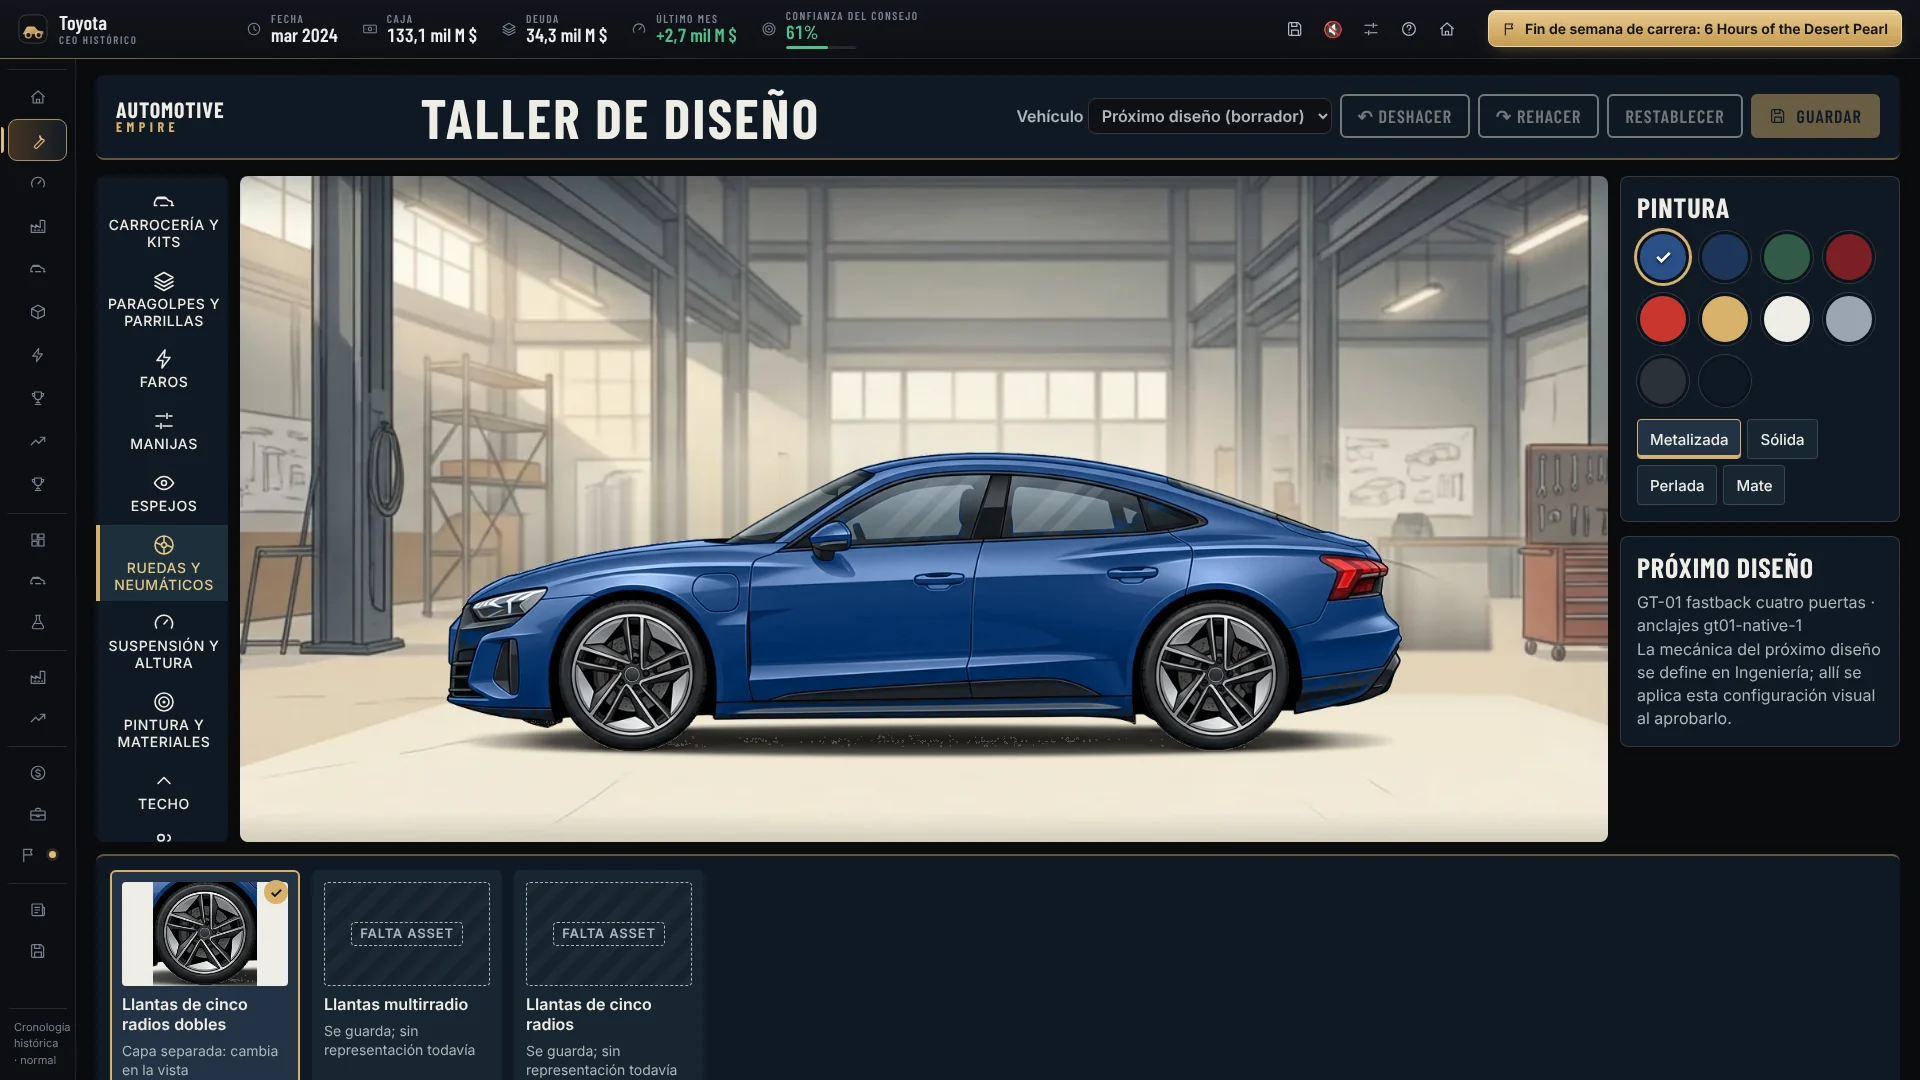 Toyota
CEO HISTÓRICO
FECHA
mar 2024
CAJA
133,1 mil M $
DEUDA
34,3 mil M $
ÚLTIMO MES
+2,7 mil M $
CONFIANZA DEL CONSEJO
61%
Fin de semana de carrera: 6 Hours of the Desert Pearl
AUTOMOTIVE
EMPIRE
TALLER DE DISEÑO
Vehículo
Próximo diseño (borrador)
DESHACER
REHACER
RESTABLECER
GUARDAR
CARROCERÍA Y
KITS
PARAGOLPES Y
PARRILLAS
FAROS
MANIJAS
ESPEJOS
RUEDAS Y
NEUMÁTICOS
SUSPENSIÓN Y
ALTURA
PINTURA Y
MATERIALES
TECHO
PINTURA
Metalizada
Sólida
Perlada
Mate
PRÓXIMO DISEÑO
GT-01 fastback cuatro puertas ·
anclajes gt01-native-1
La mecánica del próximo diseño
se define en Ingeniería; allí se
aplica esta configuración visual
al aprobarlo.
Llantas de cinco
radios dobles
Capa separada: cambia
en la vista
FALTA ASSET
Llantas multirradio
Se guarda; sin
representación todavía
FALTA ASSET
Llantas de cinco
radios
Se guarda; sin
representación todavía
Cronología
histórica
· normal